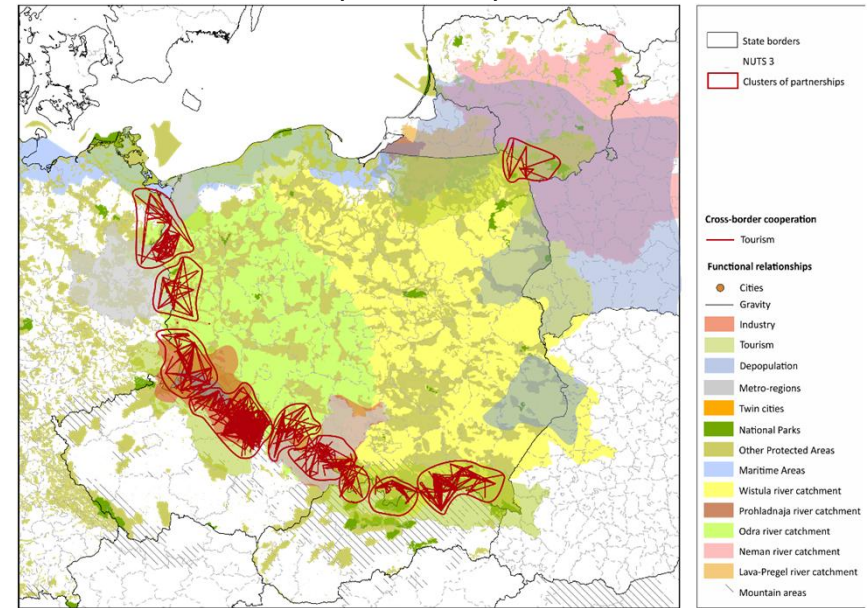 State borders
NUTS 3
Clusters of partnerships
Cross-border cooperation
Tourism
Functional relationships
Cities
Gravity
Industry
Tourism
Depopulation
Metro-regions
Twin cities
National Parks
Other Protected Areas
Maritime Areas
Wistula river catchment
Prohladnaja river catchment
Odra river catchment
Neman river catchment
Lava-Pregel river catchment
Mountain areas